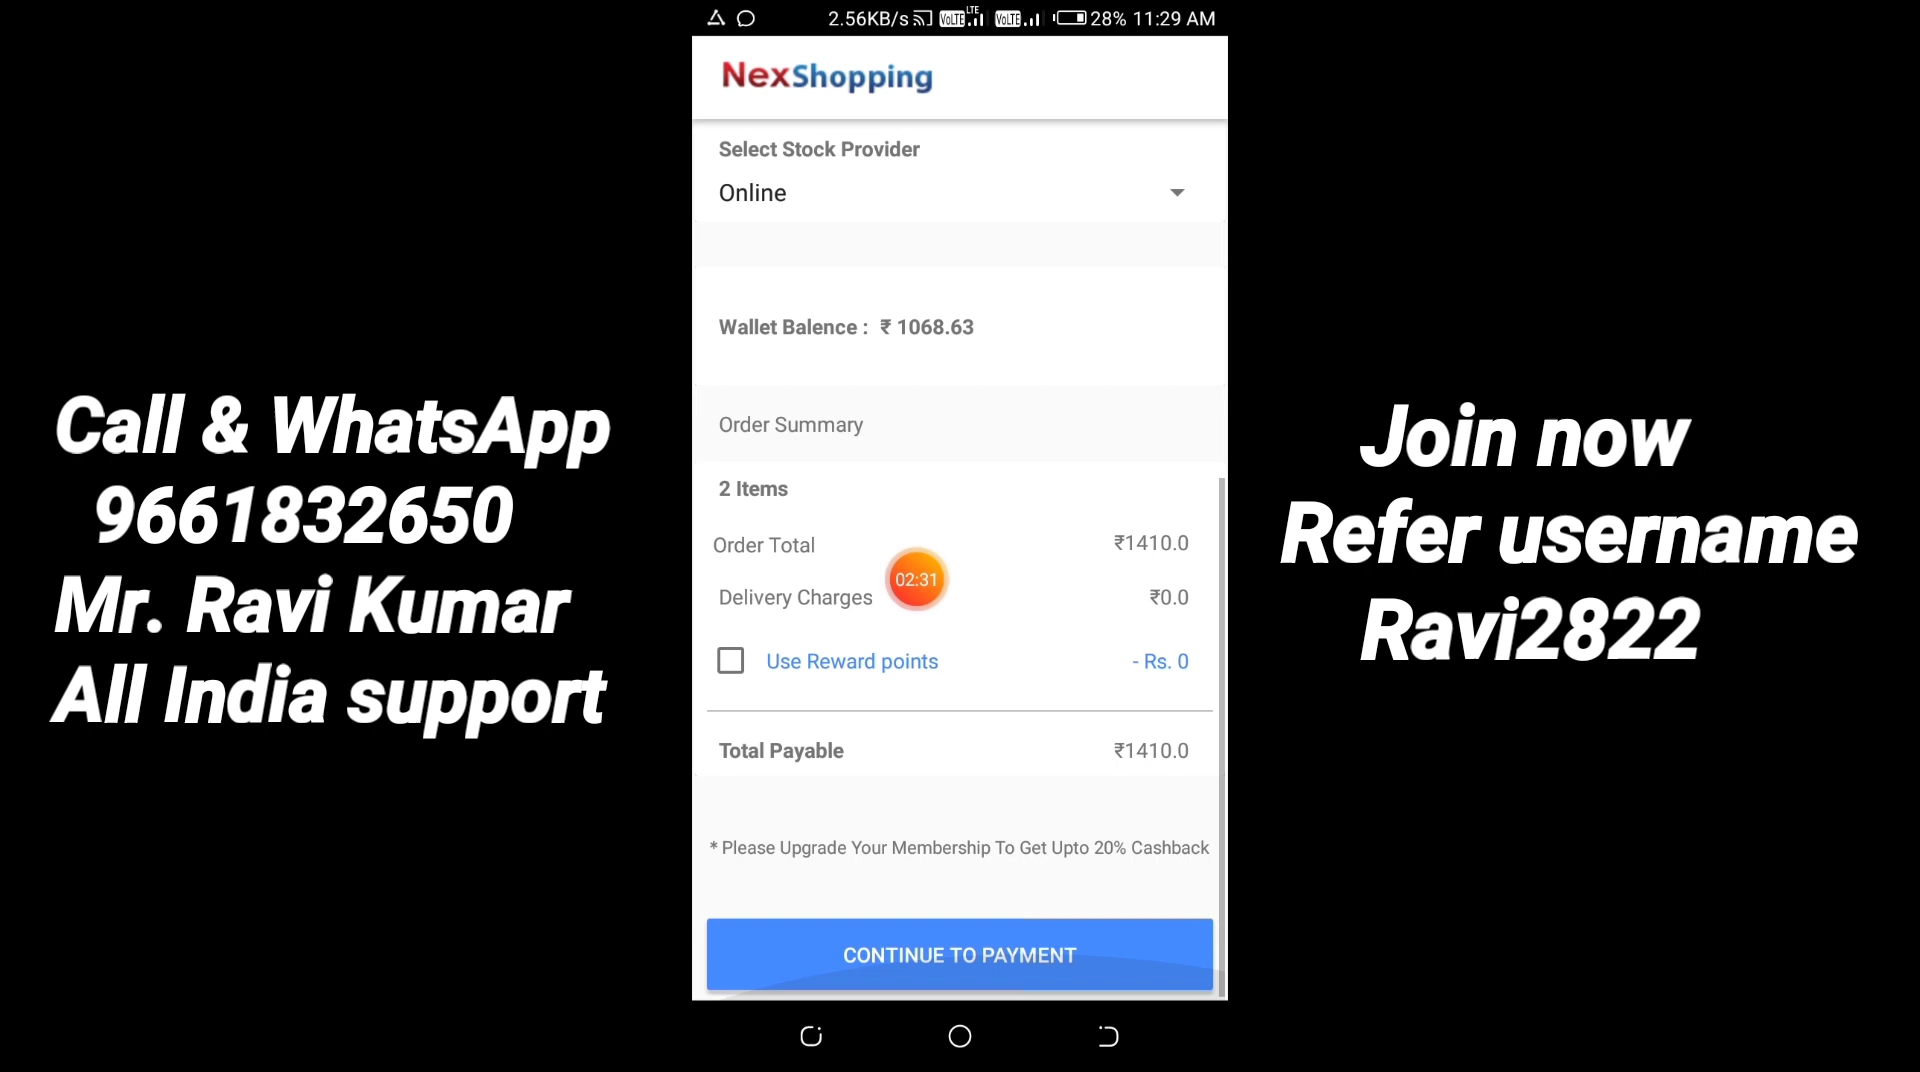 2.56KB/s VoLTE LTE VoLTE 28% 11:29 AM
NexShopping
Select Stock Provider
Online
Wallet Balence : ₹ 1068.63
Order Summary
2 Items
Order Total ₹1410.0
02:31
Delivery Charges ₹0.0
Use Reward points - Rs. 0
Total Payable ₹1410.0
* Please Upgrade Your Membership To Get Upto 20% Cashback
CONTINUE TO PAYMENT
Call & WhatsApp
9661832650
Mr. Ravi Kumar
All India support
Join now
Refer username
Ravi2822